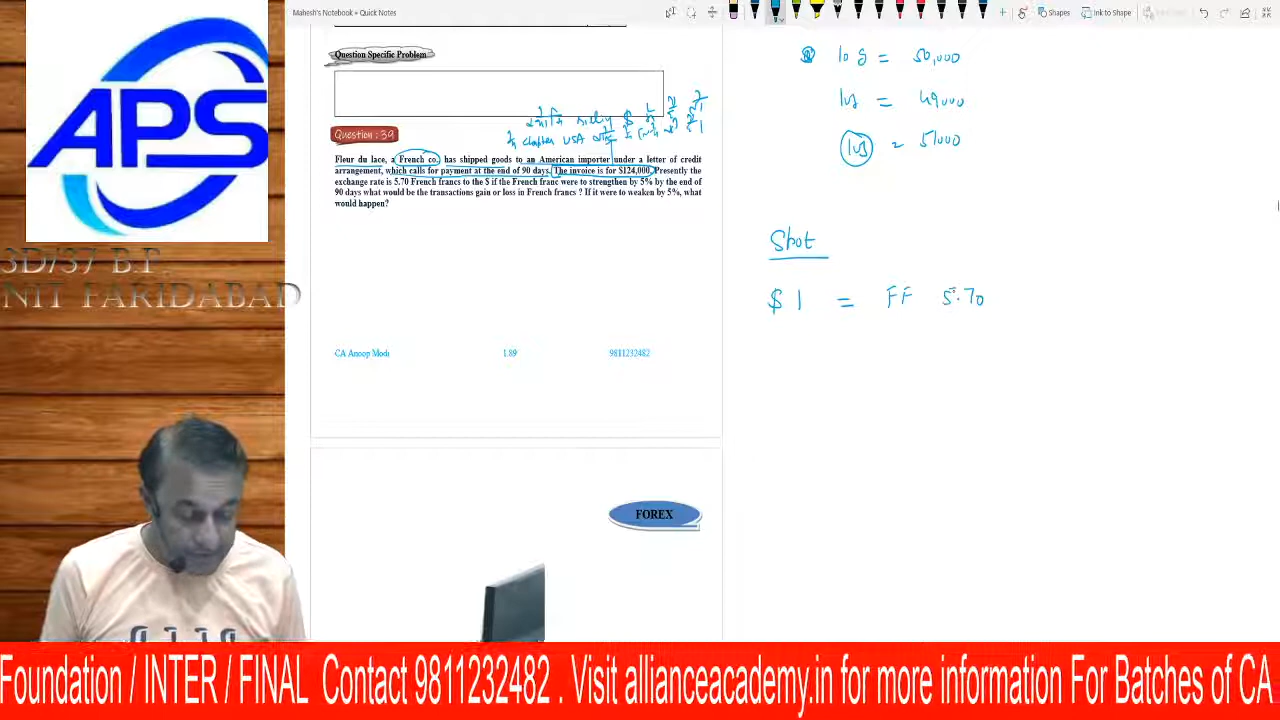 Mahesh's Notebook + Quick Notes
Shapes
Ink to Shape
APS
3D/37 B.P.
NIT FARIDABAD
Question Specific Problem
chapter USA
Question : 39
Fleur du lace, a French co. has shipped goods to an American importer under a letter of credit
arrangement, which calls for payment at the end of 90 days. The invoice is for $124,000. Presently the
exchange rate is 5.70 French francs to the $ if the French franc were to strengthen by 5% by the end of
90 days what would be the transactions gain or loss in French francs ? If it were to weaken by 5%, what
would happen?
CA Anoop Modi
1.89
9811232482
FOREX
= 50,000
= 49000
= 51000
Spot
$ 1 = FF 5.70
Foundation / INTER / FINAL Contact 9811232482 . Visit allianceacademy.in for more information For Batches of CA